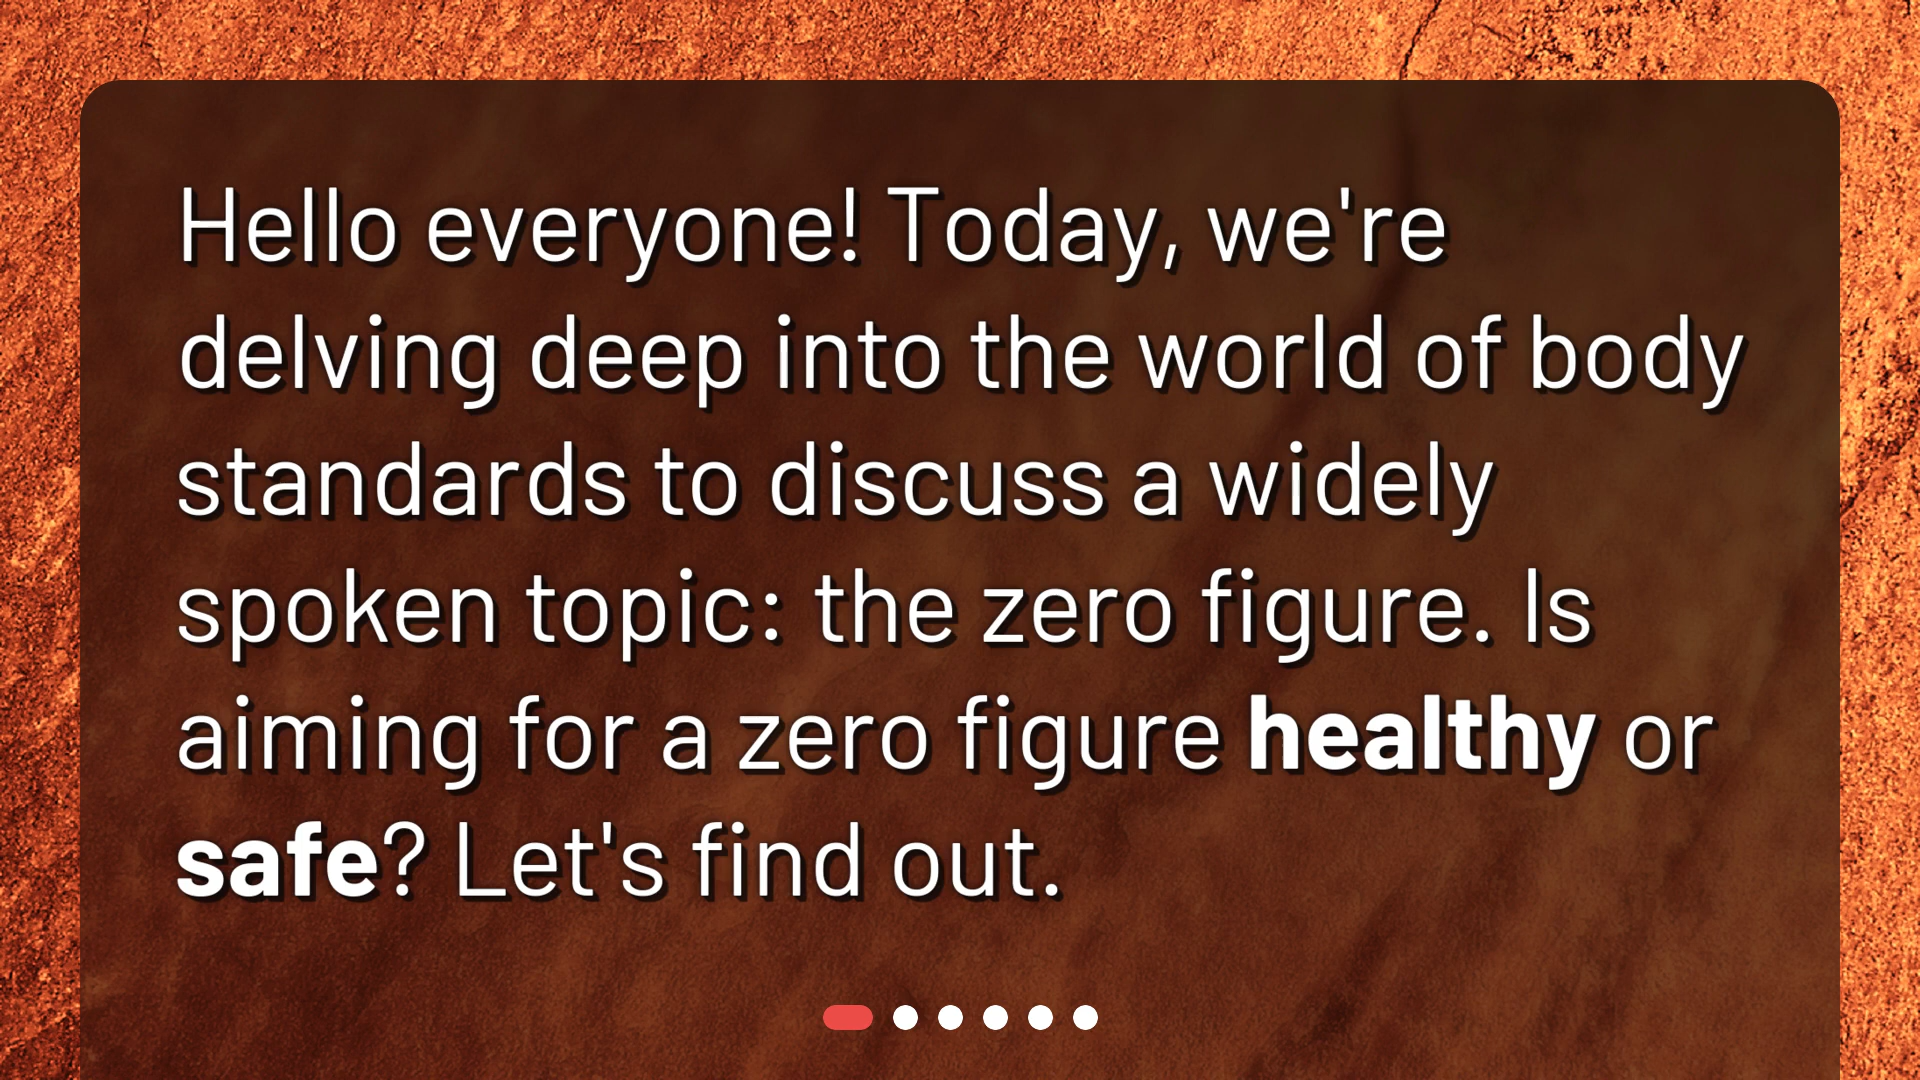 Hello everyone! Today, we're
delving deep into the world of body
standards to discuss a widely
spoken topic: the zero figure. Is
aiming for a zero figure healthy or
safe? Let's find out.